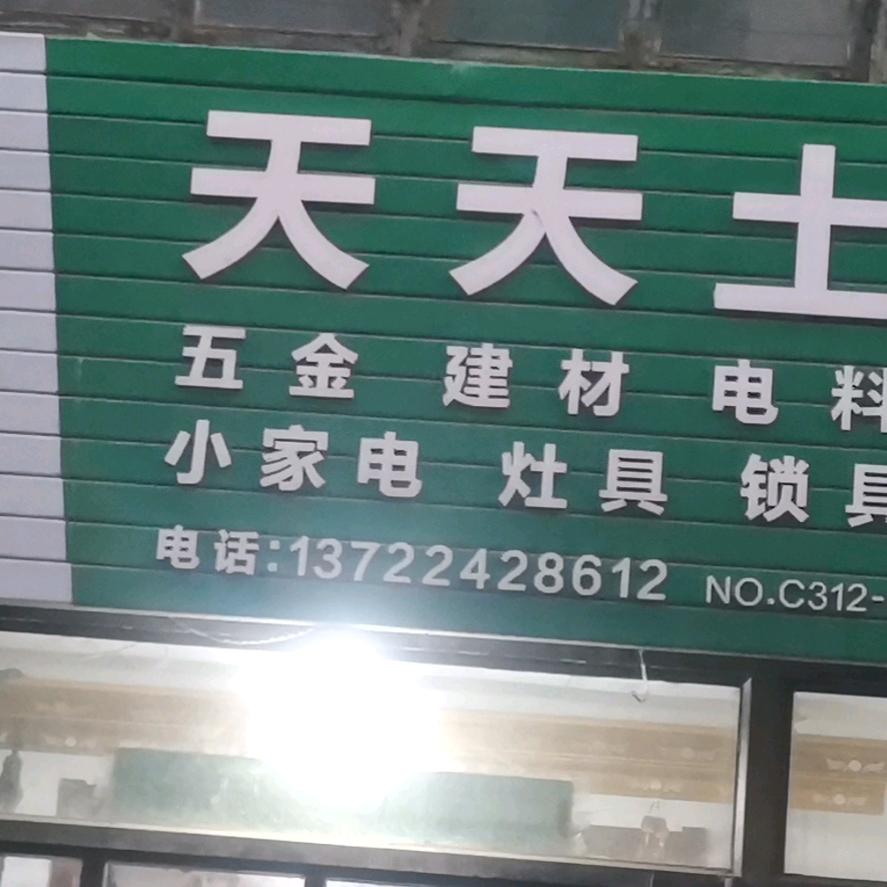 天天土
五金 建材 电料
小家电 灶具 锁具
电话:13722428612 NO.C312-